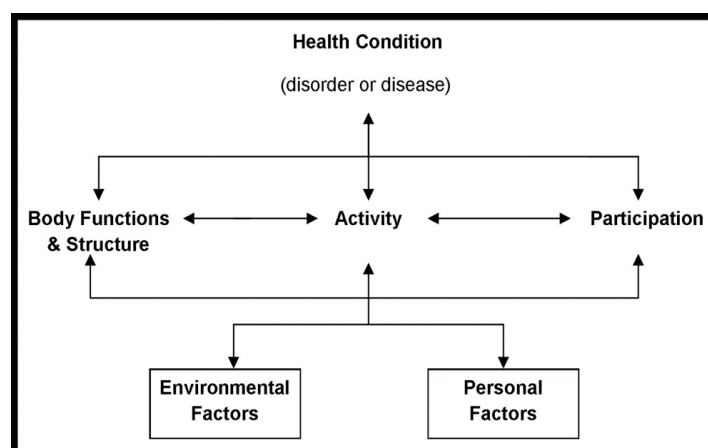 Health Condition
(disorder or disease)
Body Functions
& Structure
Activity
Participation
Environmental
Factors
Personal
Factors